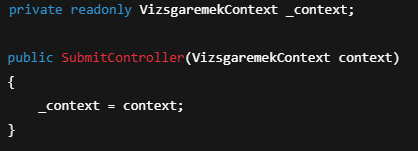 private readonly VizsgaremekContext _context;
public SubmitController(VizsgaremekContext context)
{
_context = context;
}